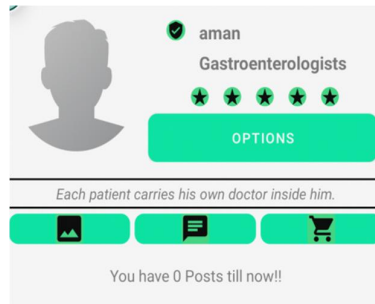 aman
Gastroenterologists
OPTIONS
Each patient carries his own doctor inside him.
You have 0 Posts till now!!